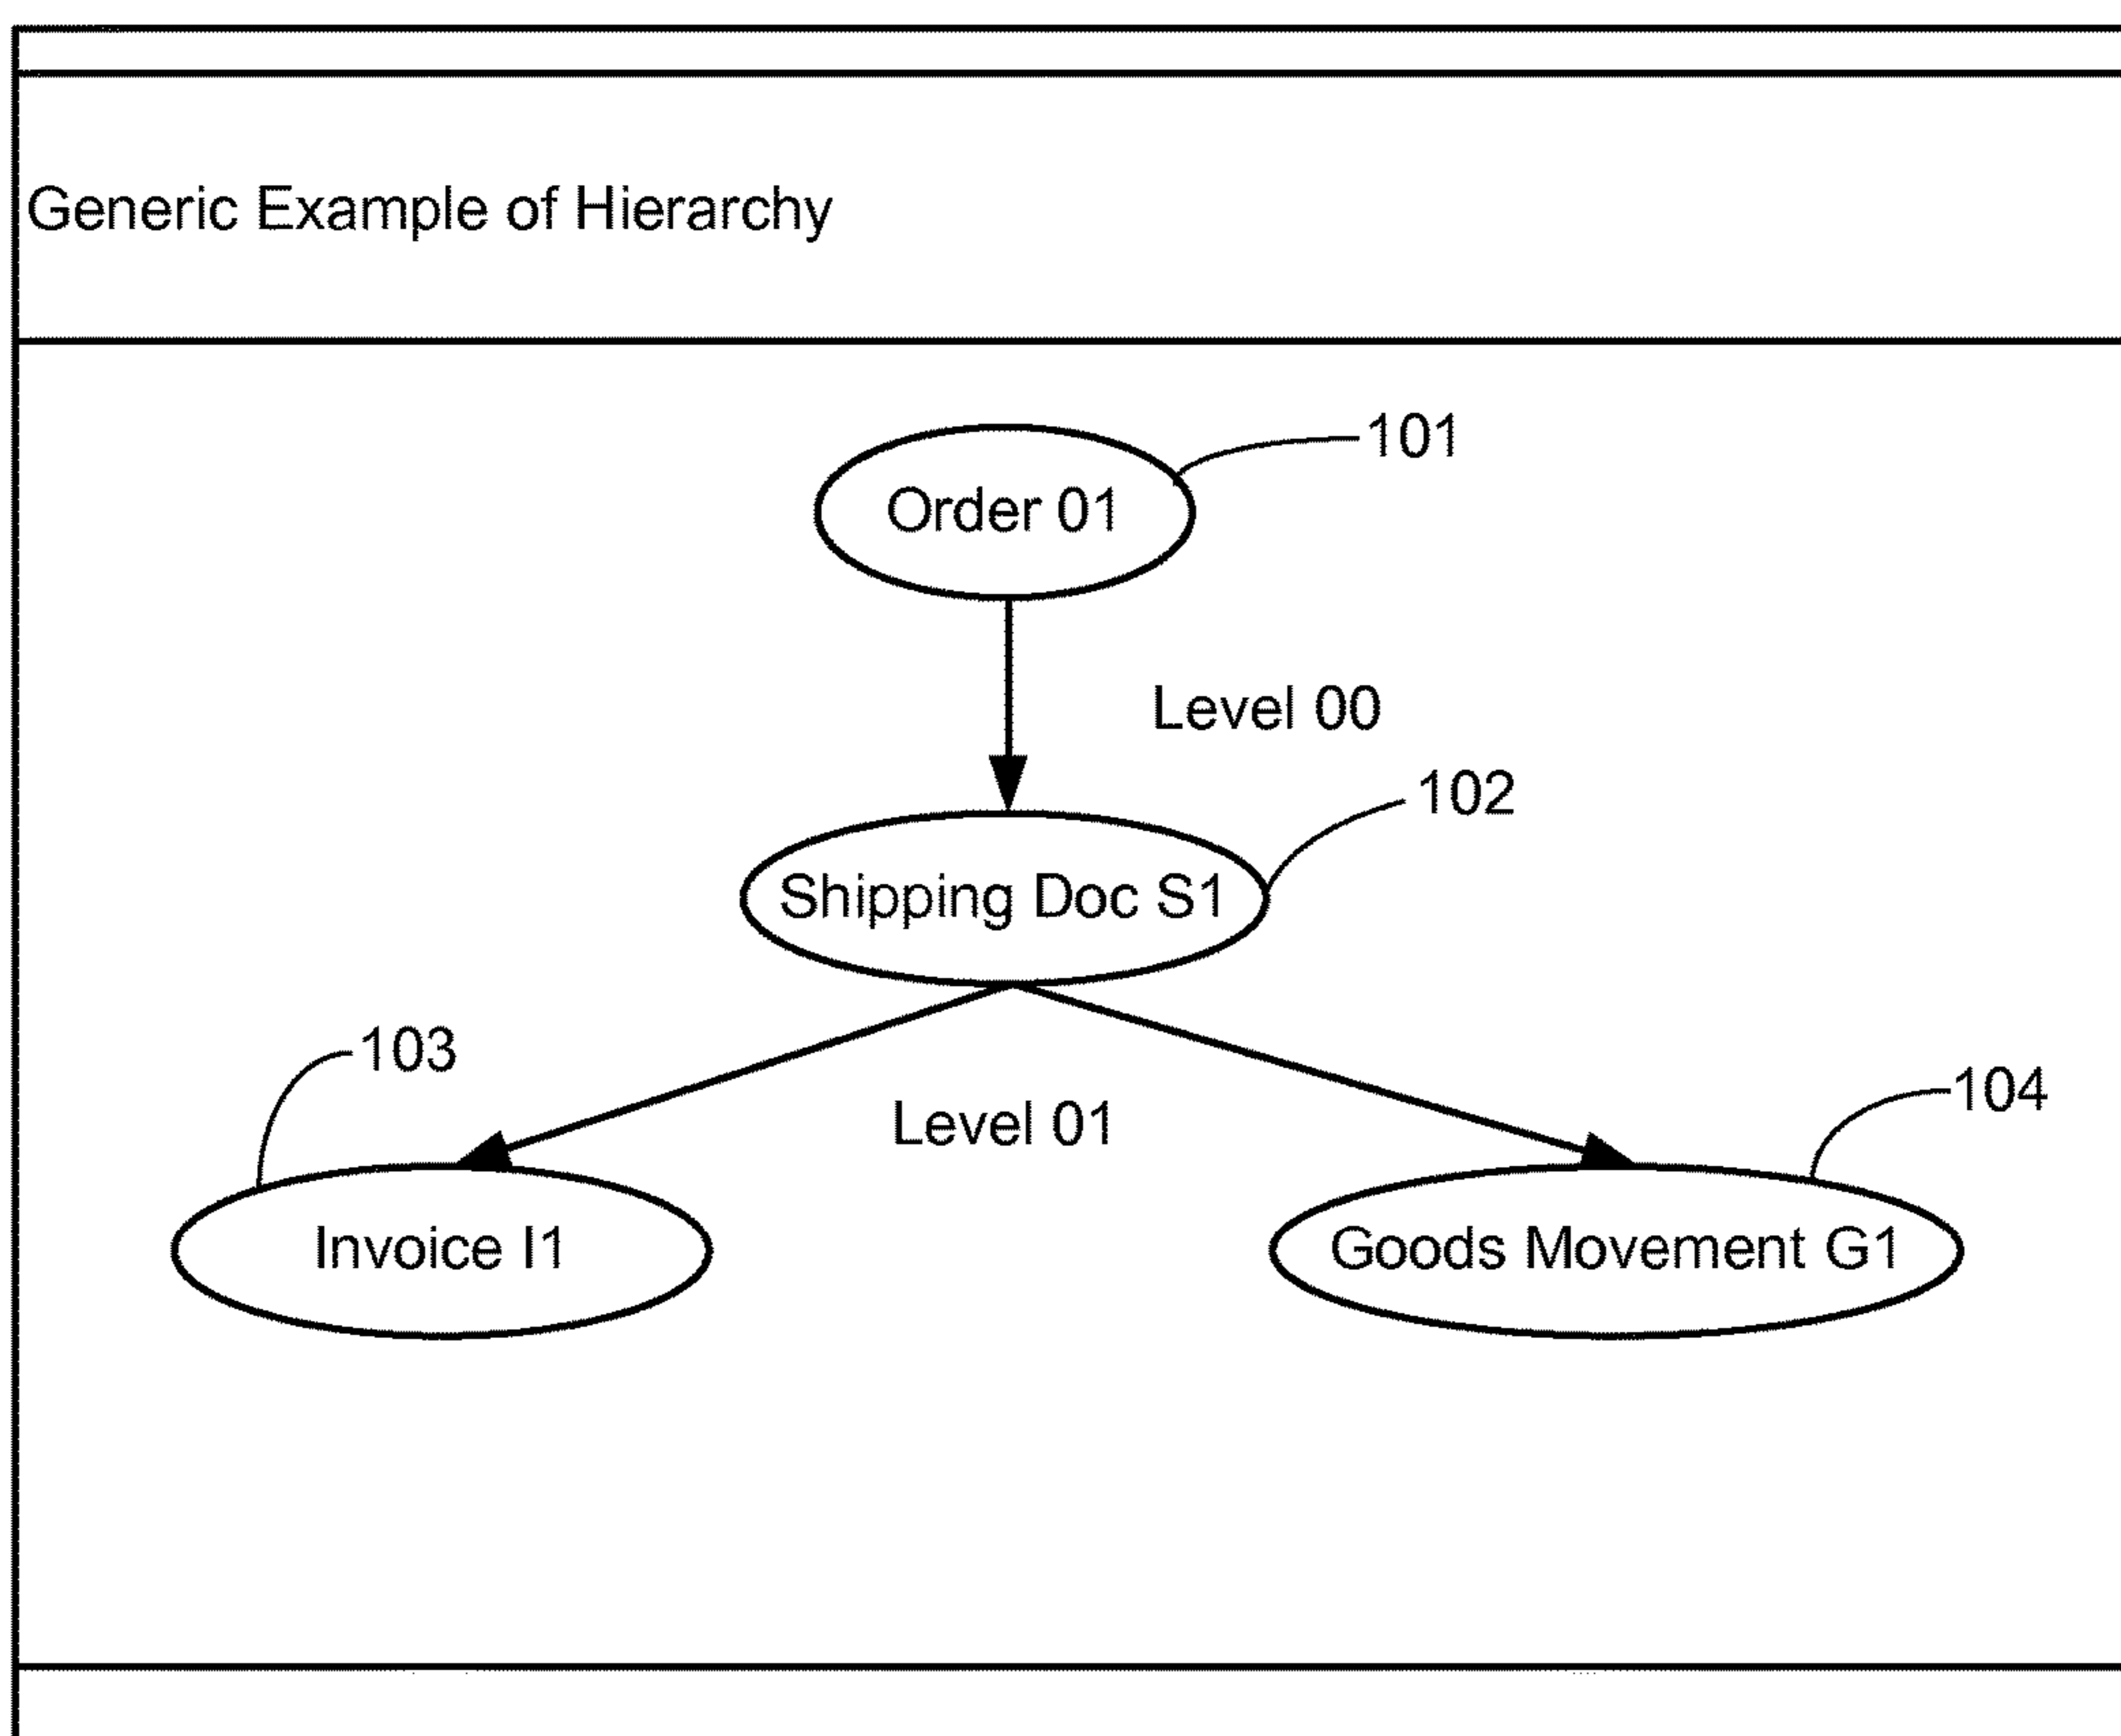 Generic Example of Hierarchy
101
Order 01
Level 00
102
Shipping Doc S1
103
Level 01
104
Invoice I1
Goods Movement G1